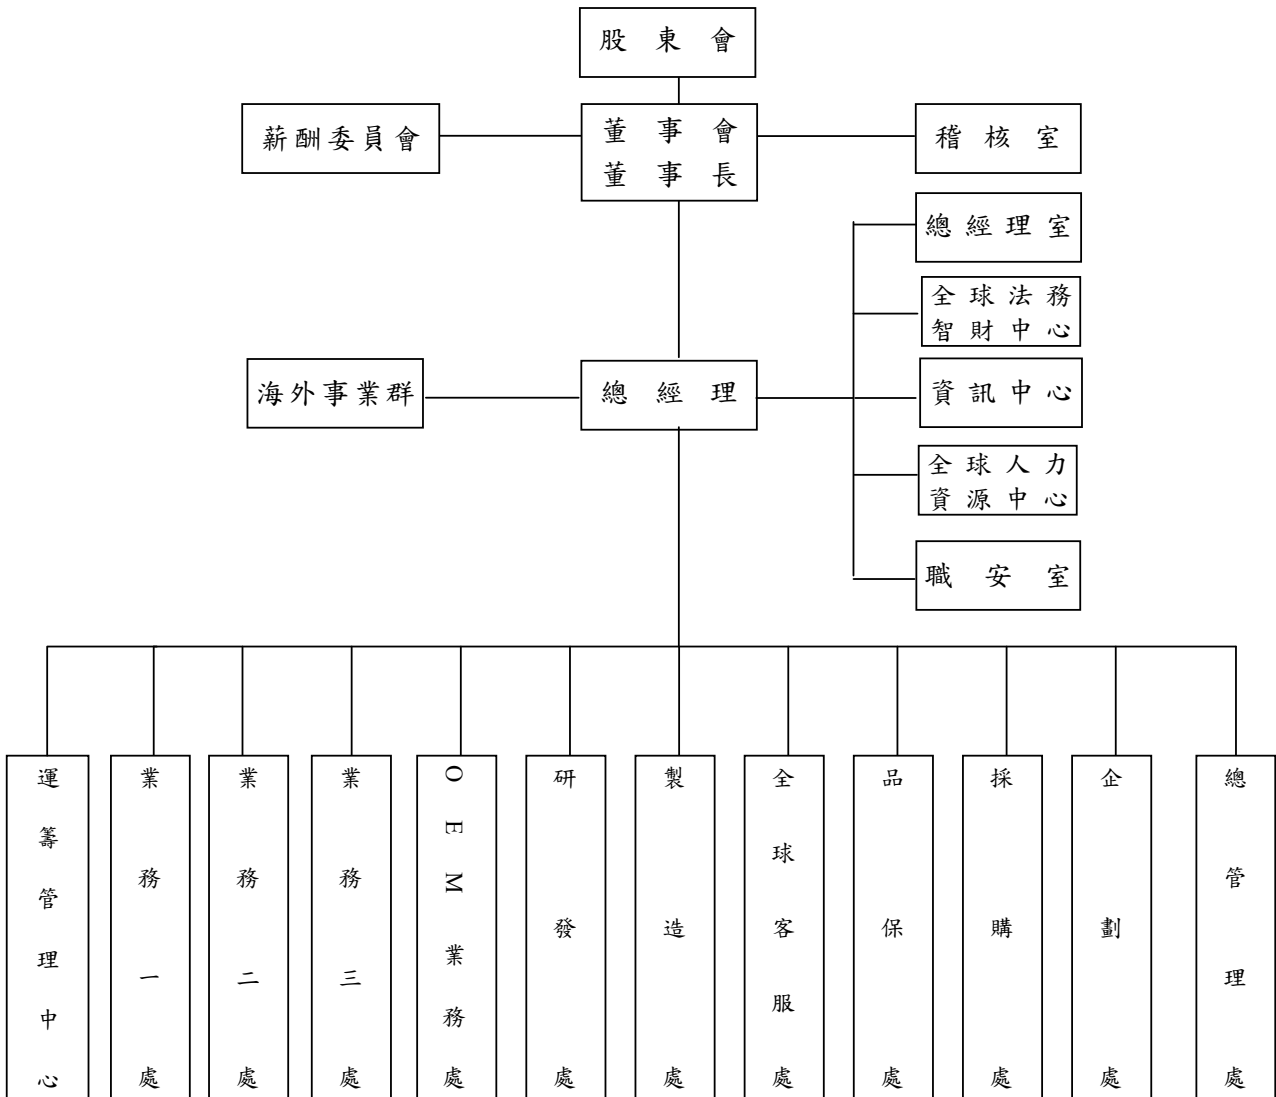 股東會
薪酬委員會
董事會
董事長
稽核室
總經理室
全球法務
智財中心
海外事業群
總經理
資訊中心
全球人力
資源中心
職安室
運籌管理中心
業務一處
業務二處
業務三處
OEM業務處
研發處
製造處
全球客服處
品保處
採購處
企劃處
總管理處